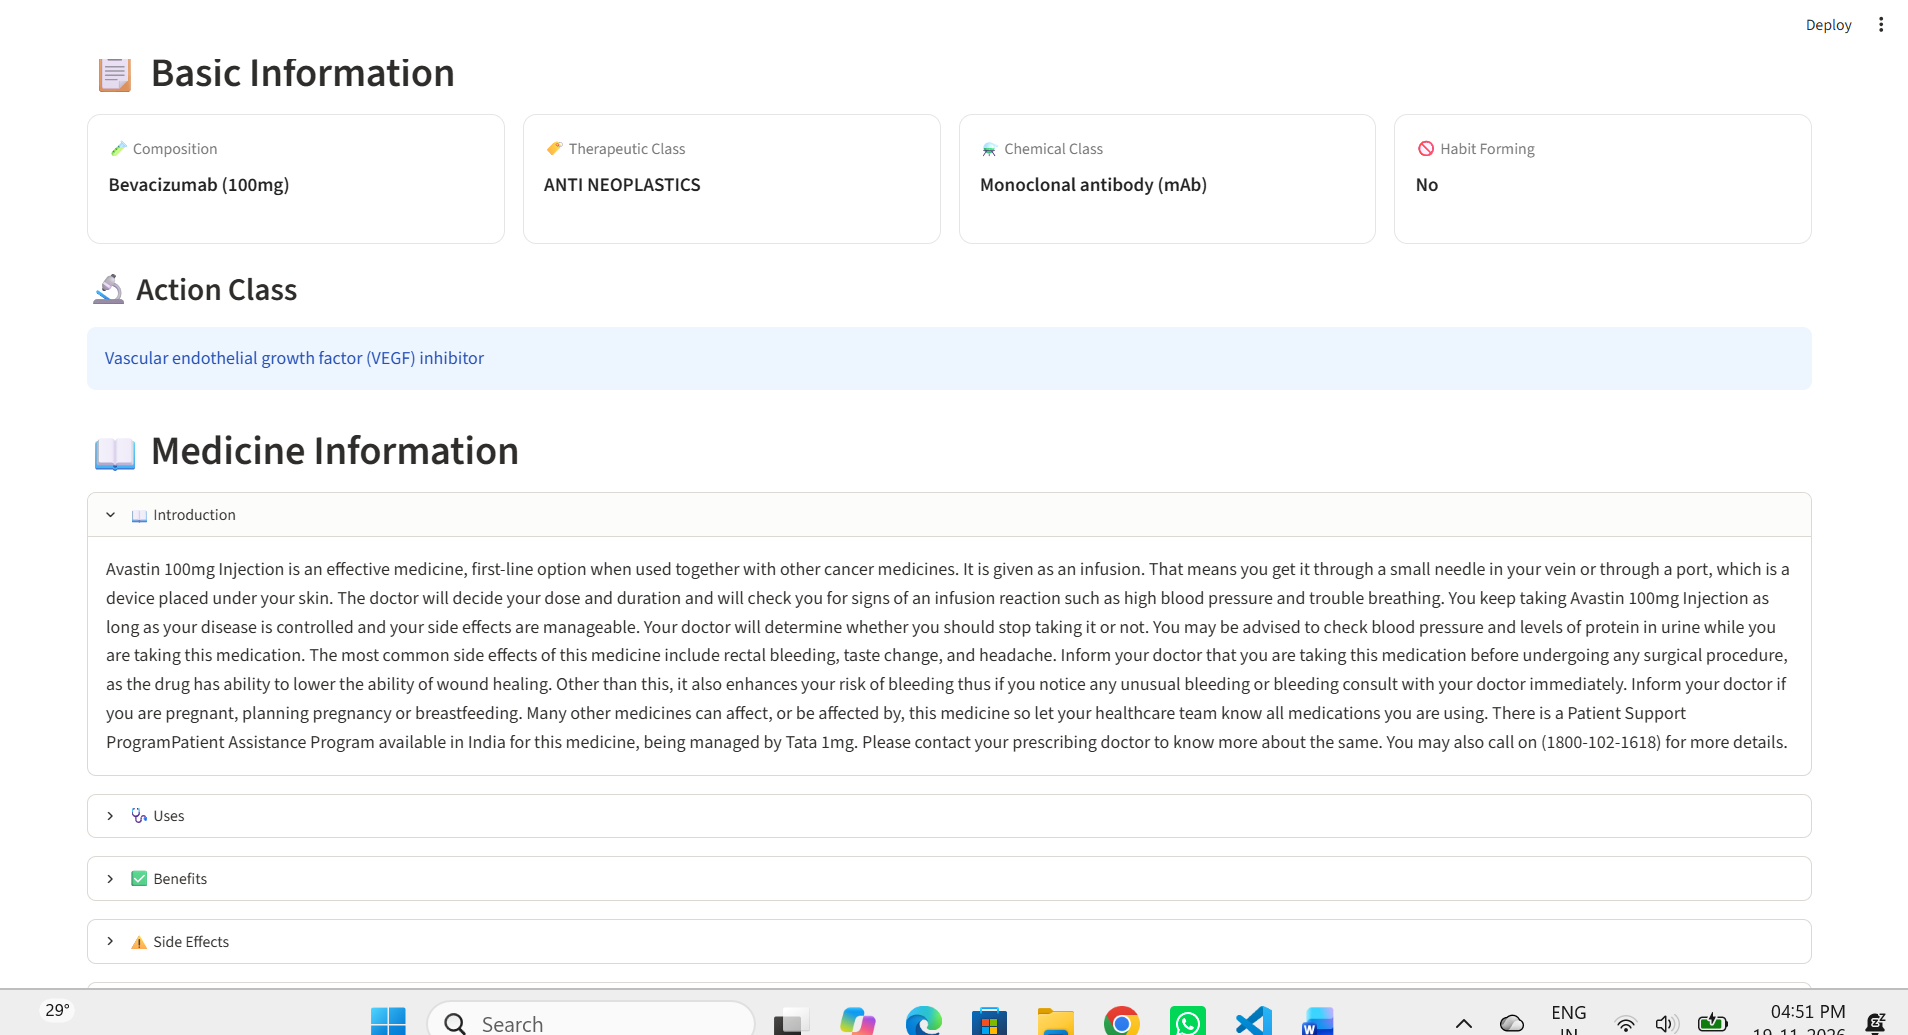 Deploy
Basic Information
Composition
Bevacizumab (100mg)
Therapeutic Class
ANTI NEOPLASTICS
Chemical Class
Monoclonal antibody (mAb)
Habit Forming
No
Action Class
Vascular endothelial growth factor (VEGF) inhibitor
Medicine Information
Introduction
Avastin 100mg Injection is an effective medicine, first-line option when used together with other cancer medicines. It is given as an infusion. That means you get it through a small needle in your vein or through a port, which is a
device placed under your skin. The doctor will decide your dose and duration and will check you for signs of an infusion reaction such as high blood pressure and trouble breathing. You keep taking Avastin 100mg Injection as
long as your disease is controlled and your side effects are manageable. Your doctor will determine whether you should stop taking it or not. You may be advised to check blood pressure and levels of protein in urine while you
are taking this medication. The most common side effects of this medicine include rectal bleeding, taste change, and headache. Inform your doctor that you are taking this medication before undergoing any surgical procedure,
as the drug has ability to lower the ability of wound healing. Other than this, it also enhances your risk of bleeding thus if you notice any unusual bleeding or bleeding consult with your doctor immediately. Inform your doctor if
you are pregnant, planning pregnancy or breastfeeding. Many other medicines can affect, or be affected by, this medicine so let your healthcare team know all medications you are using. There is a Patient Support
ProgramPatient Assistance Program available in India for this medicine, being managed by Tata 1mg. Please contact your prescribing doctor to know more about the same. You may also call on (1800-102-1618) for more details.
Uses
Benefits
Side Effects
29°
Search
ENG
IN
04:51 PM